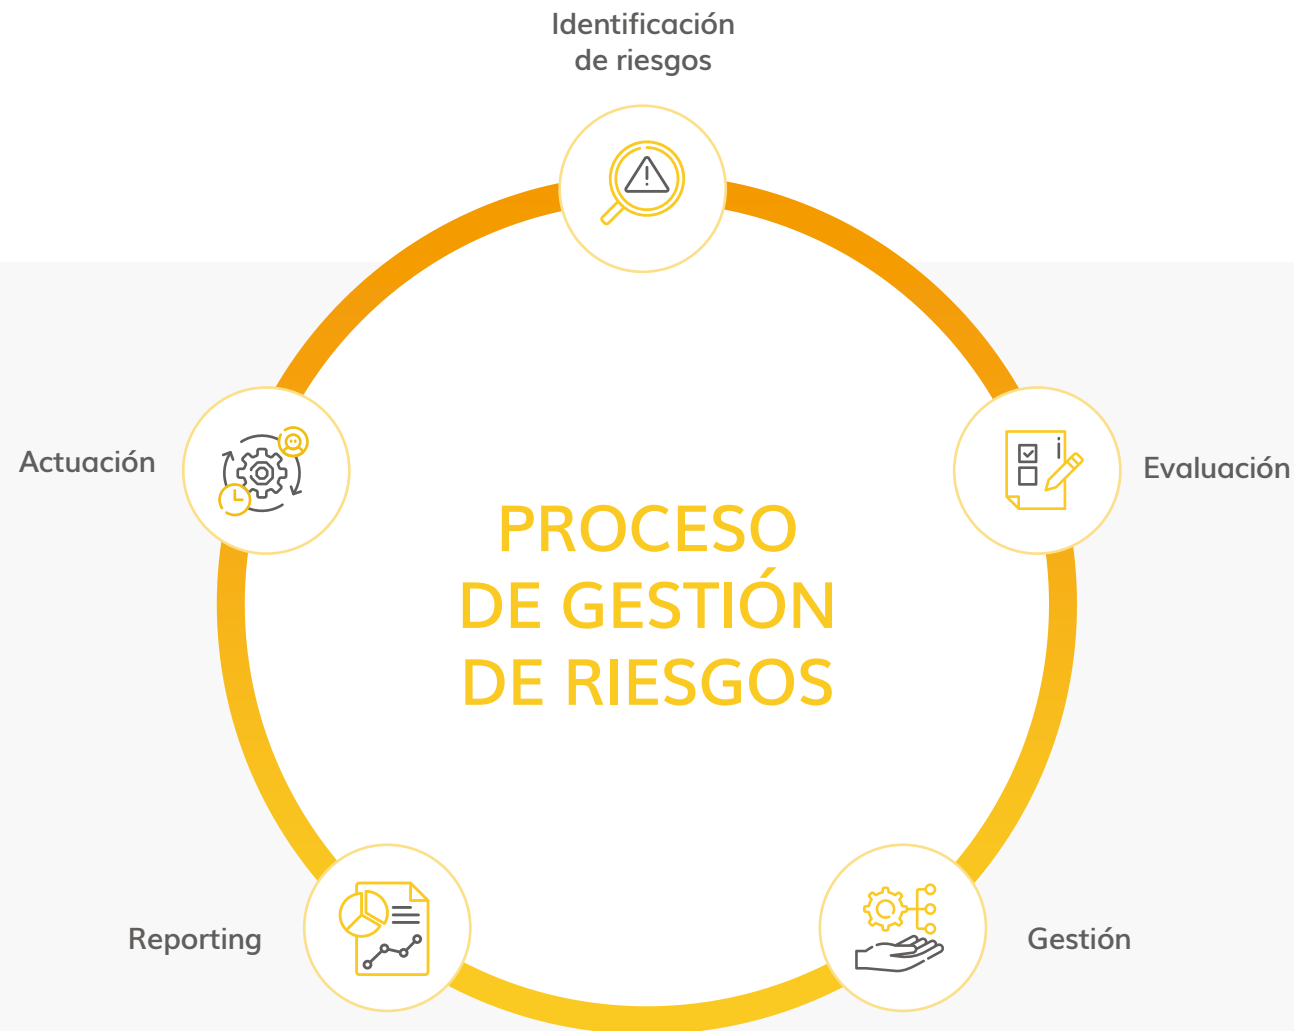 Identificación
de riesgos
Actuación
Evaluación
PROCESO
DE GESTIÓN
DE RIESGOS
Reporting
Gestión